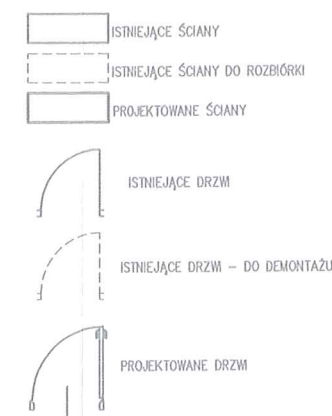 ISTNIEJĄCE ŚCIANY
ISTNIEJĄCE ŚCIANY DO ROZBIÓRKI
PROJEKTOWANE ŚCIANY
ISTNIEJĄCE DRZWI
ISTNIEJĄCE DRZWI – DO DEMONTAŻU
PROJEKTOWANE DRZWI